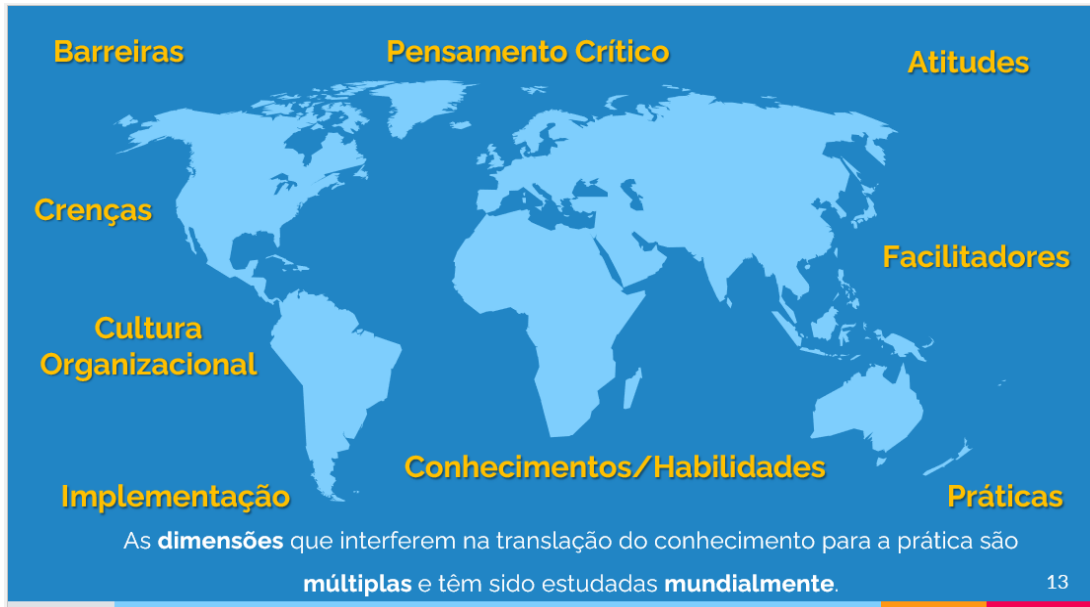 Barreiras
Pensamento Crítico
Atitudes
Crenças
Facilitadores
Cultura
Organizacional
Conhecimentos/Habilidades
Implementação
Práticas
As dimensões que interferem na translação do conhecimento para a prática são
múltiplas e têm sido estudadas mundialmente.
13